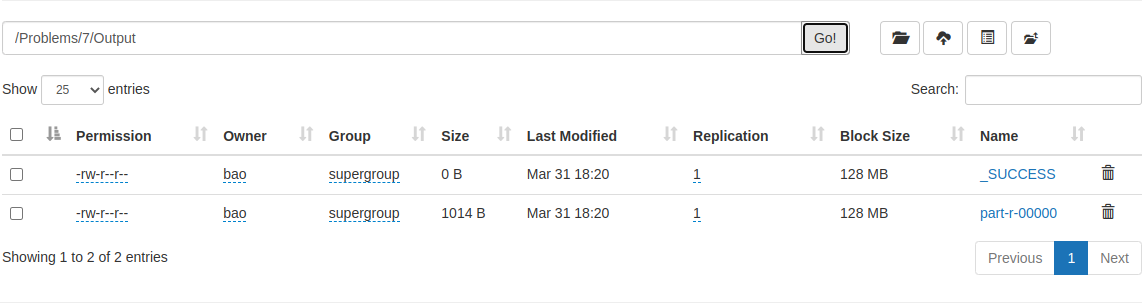 /Problems/7/Output Go!
Show 25 entries Search:
Permission Owner Group Size Last Modified Replication Block Size Name
-rw-r--r-- bao supergroup 0 B Mar 31 18:20 1 128 MB _SUCCESS
-rw-r--r-- bao supergroup 1014 B Mar 31 18:20 1 128 MB part-r-00000
Showing 1 to 2 of 2 entries Previous 1 Next